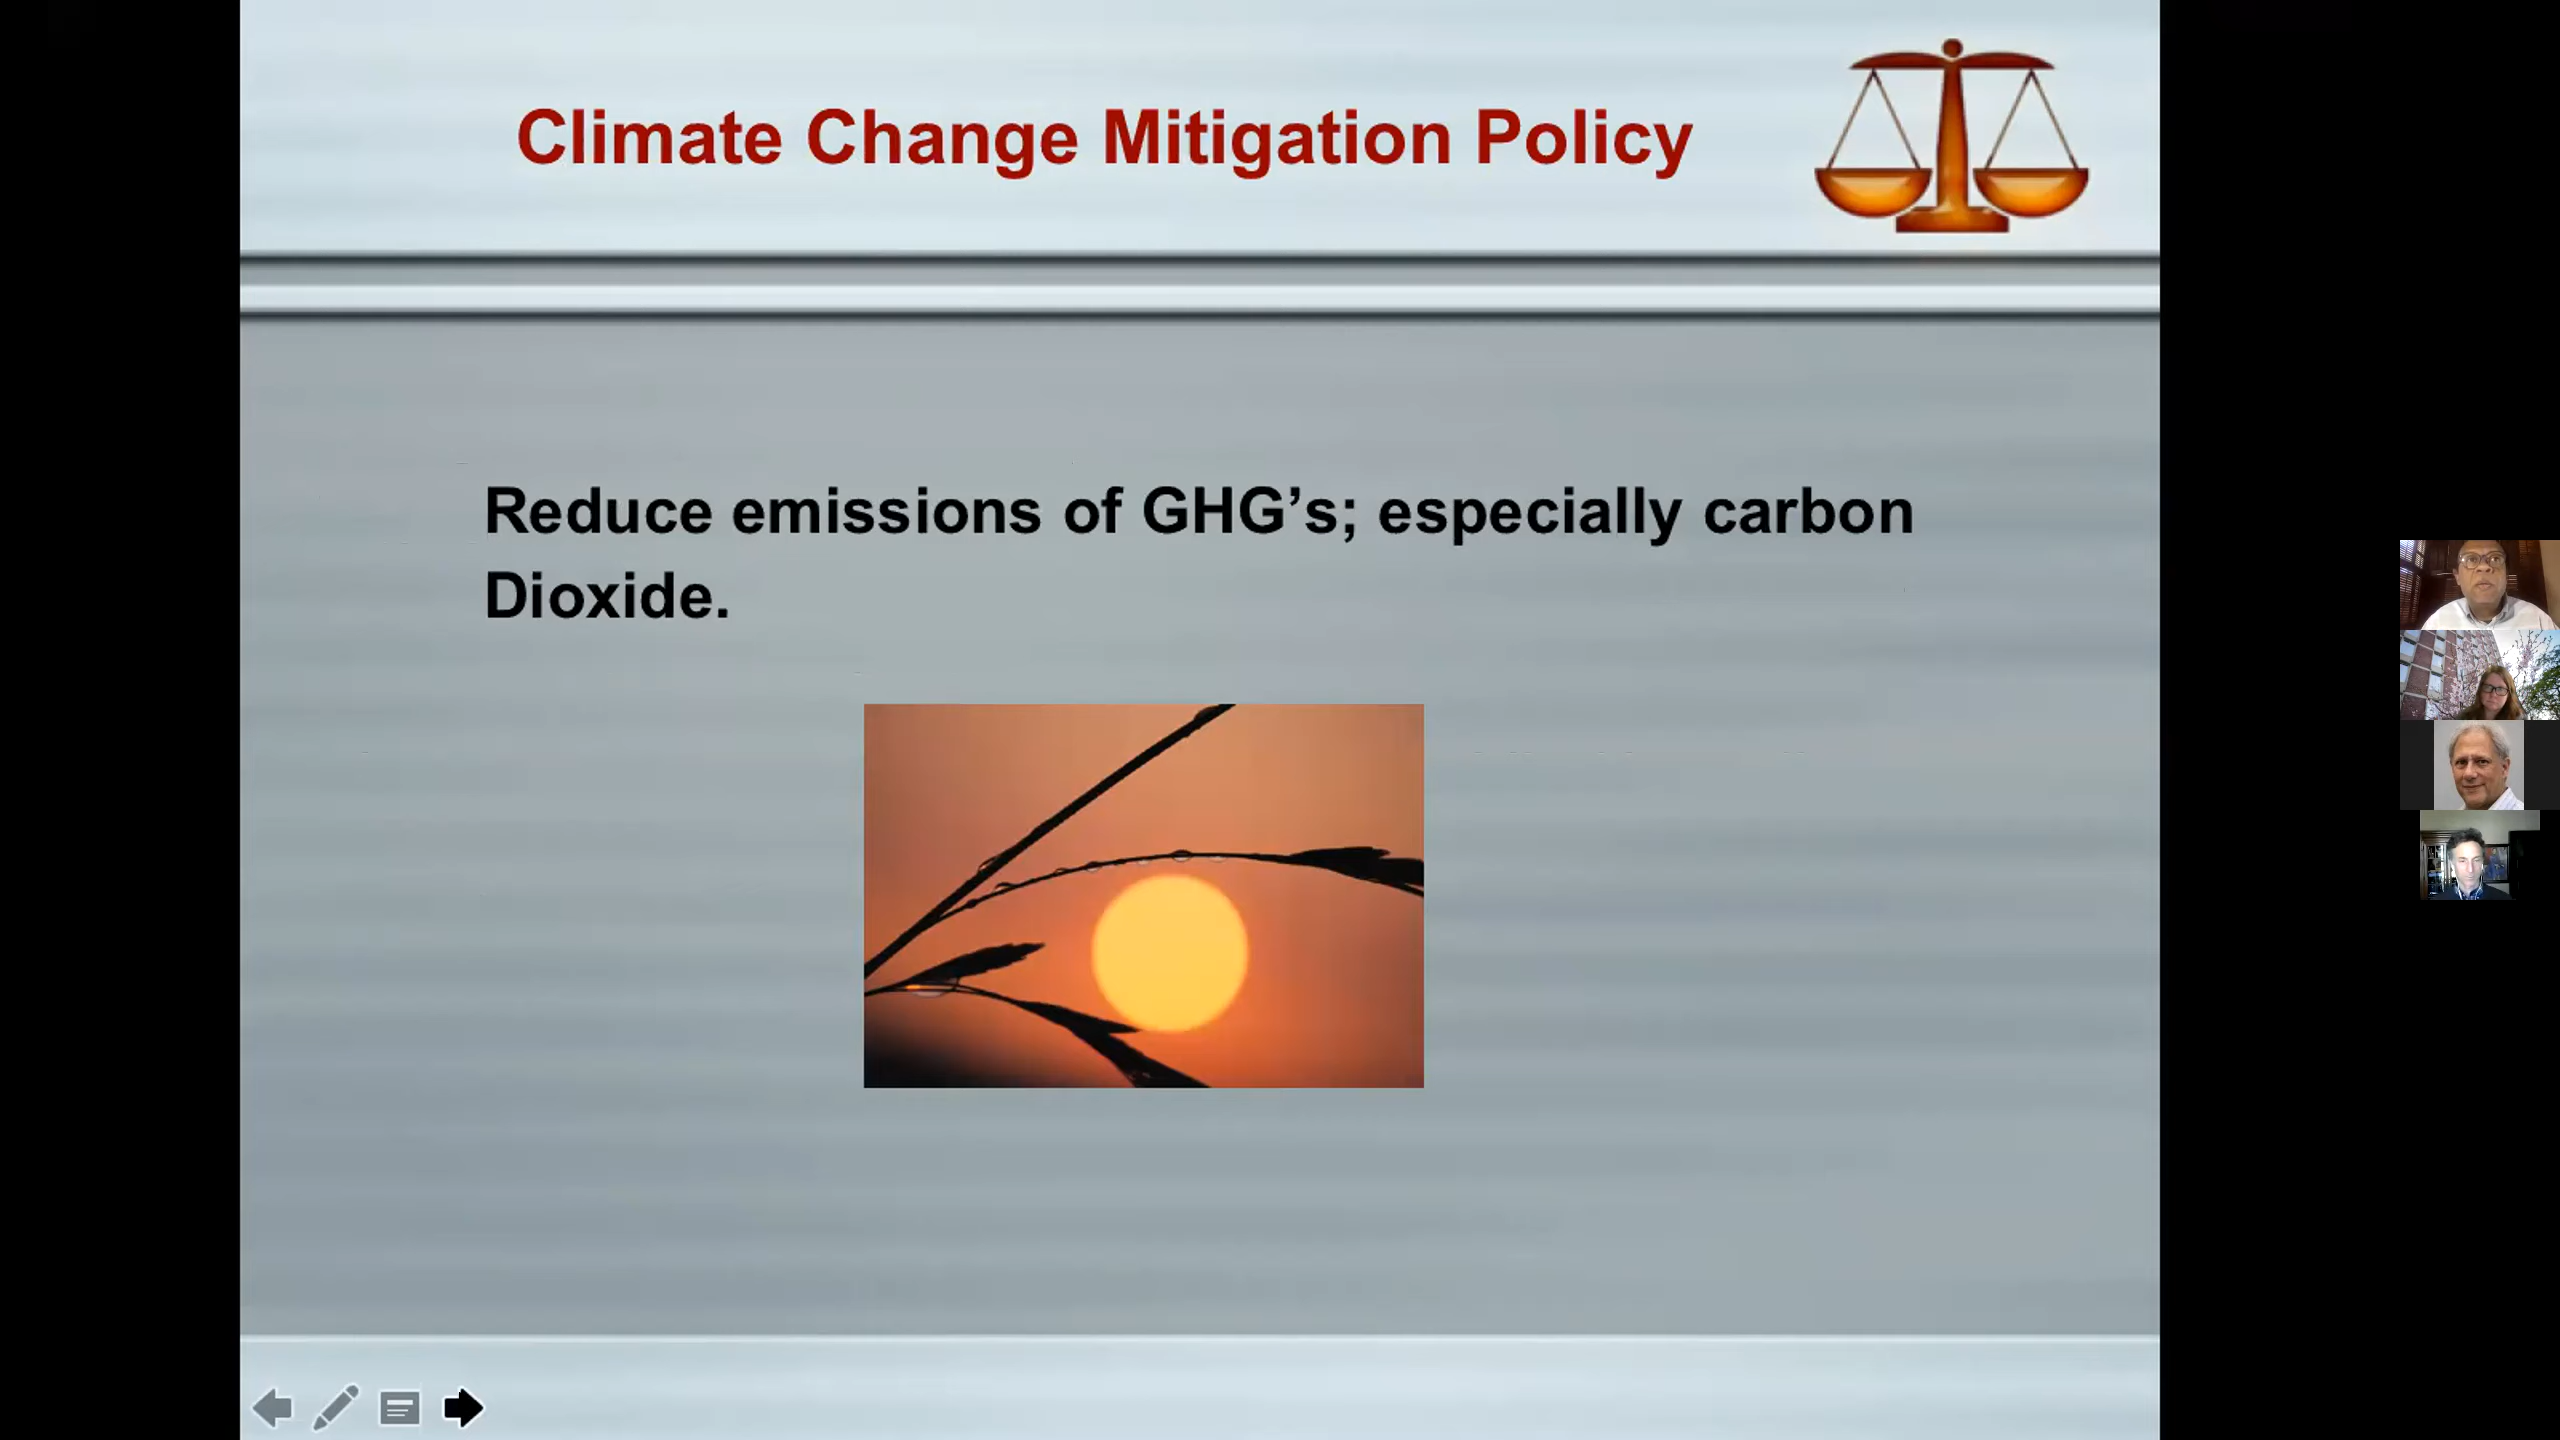 Climate Change Mitigation Policy
Reduce emissions of GHG’s; especially carbon
Dioxide.